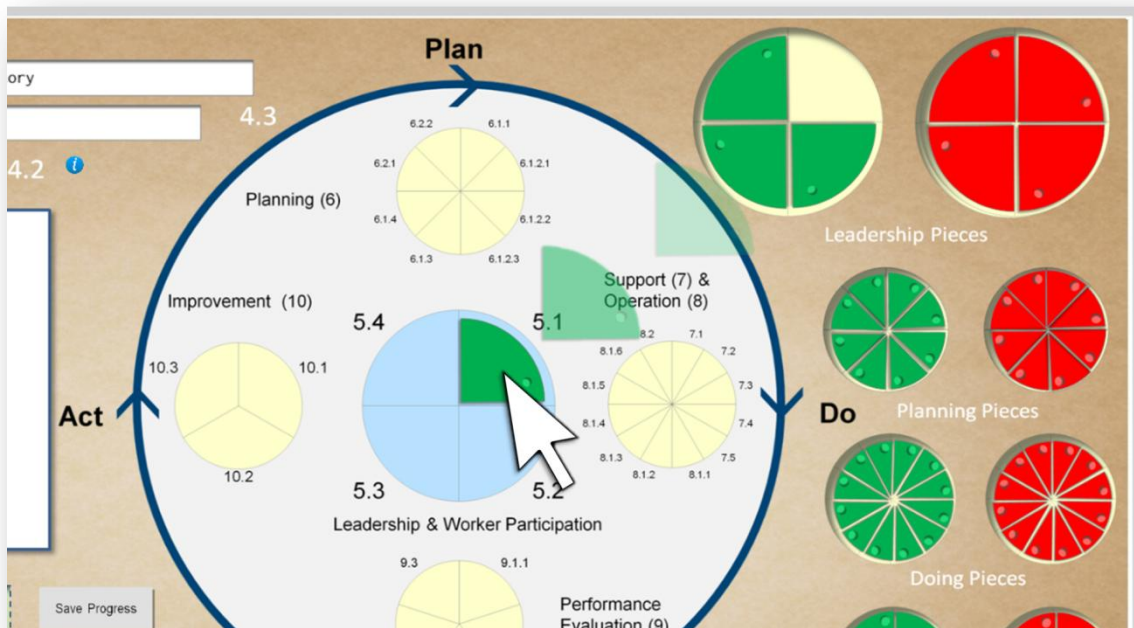 Plan
ory
4.3
4.2
i
6.2.2
6.1.1
6.2.1
6.1.2.1
Planning (6)
6.1.4
6.1.2.2
6.1.3
6.1.2.3
Leadership Pieces
Support (7) &
Operation (8)
Improvement (10)
5.4
5.1
8.2
7.1
8.1.6
7.2
10.3
10.1
8.1.5
7.3
Act
Do
Planning Pieces
8.1.4
7.4
8.1.3
7.5
10.2
8.1.2
8.1.1
5.3
5.2
Leadership & Worker Participation
9.3
9.1.1
Doing Pieces
Save Progress
Performance
Evaluation (9)